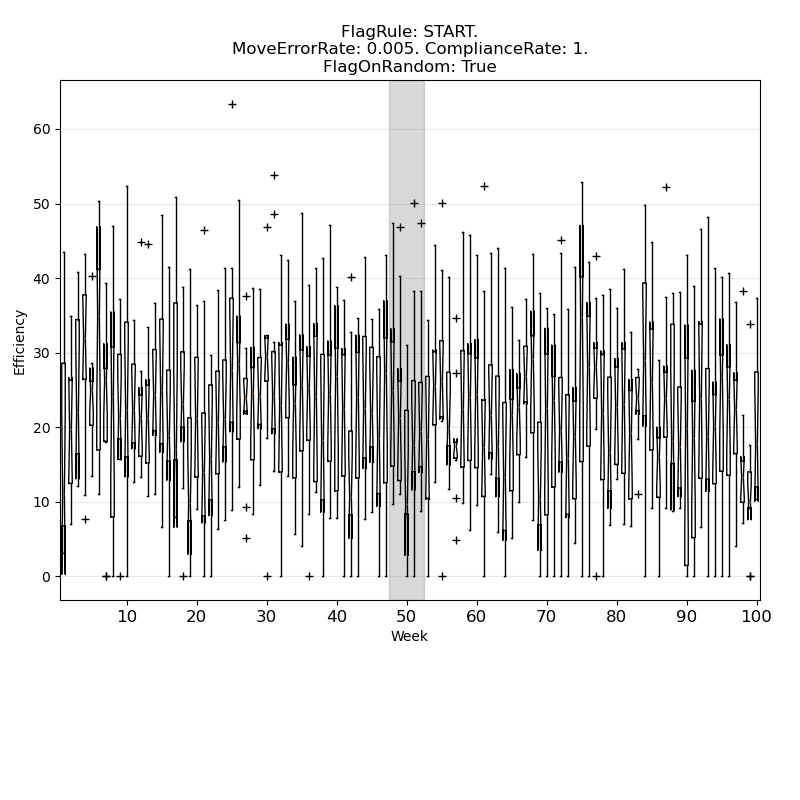 FlagRule: START.
MoveErrorRate: 0.005. ComplianceRate: 1.
FlagOnRandom: True
Efficiency
60
50
40
30
20
10
0
10 20 30 40 50 60 70 80 90 100
Week